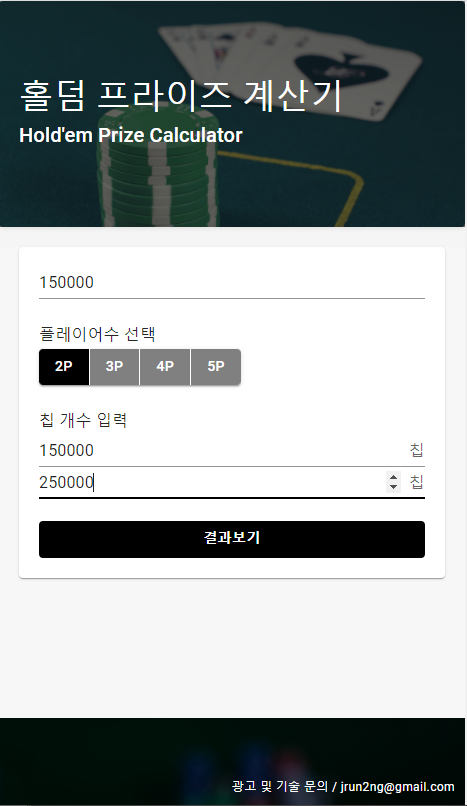 홀덤 프라이즈 계산기
Hold'em Prize Calculator
150000
플레이어수 선택
2P 3P 4P 5P
칩 개수 입력
150000 칩
250000 칩
결과보기
광고 및 기술 문의 / jrun2ng@gmail.com